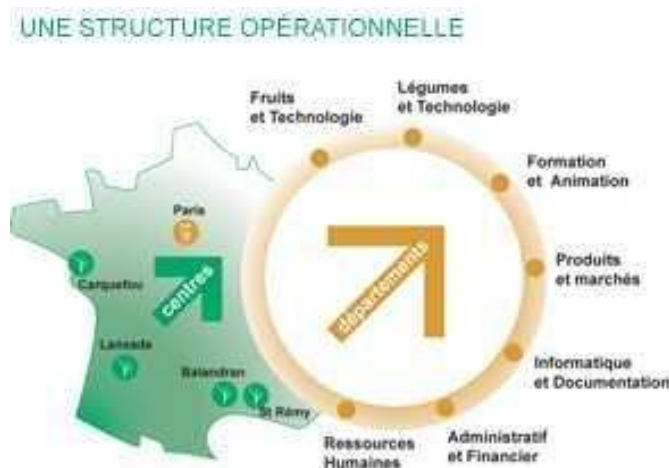 UNE STRUCTURE OPÉRATIONNELLE
Fruits
et Technologie
Légumes
et Technologie
Formation
et Animation
Produits
et marchés
Informatique
et Documentation
Administratif
et Financier
Ressources
Humaines
départements
centres
Paris
Carquefou
Lanxade
Balandran
St Rémy